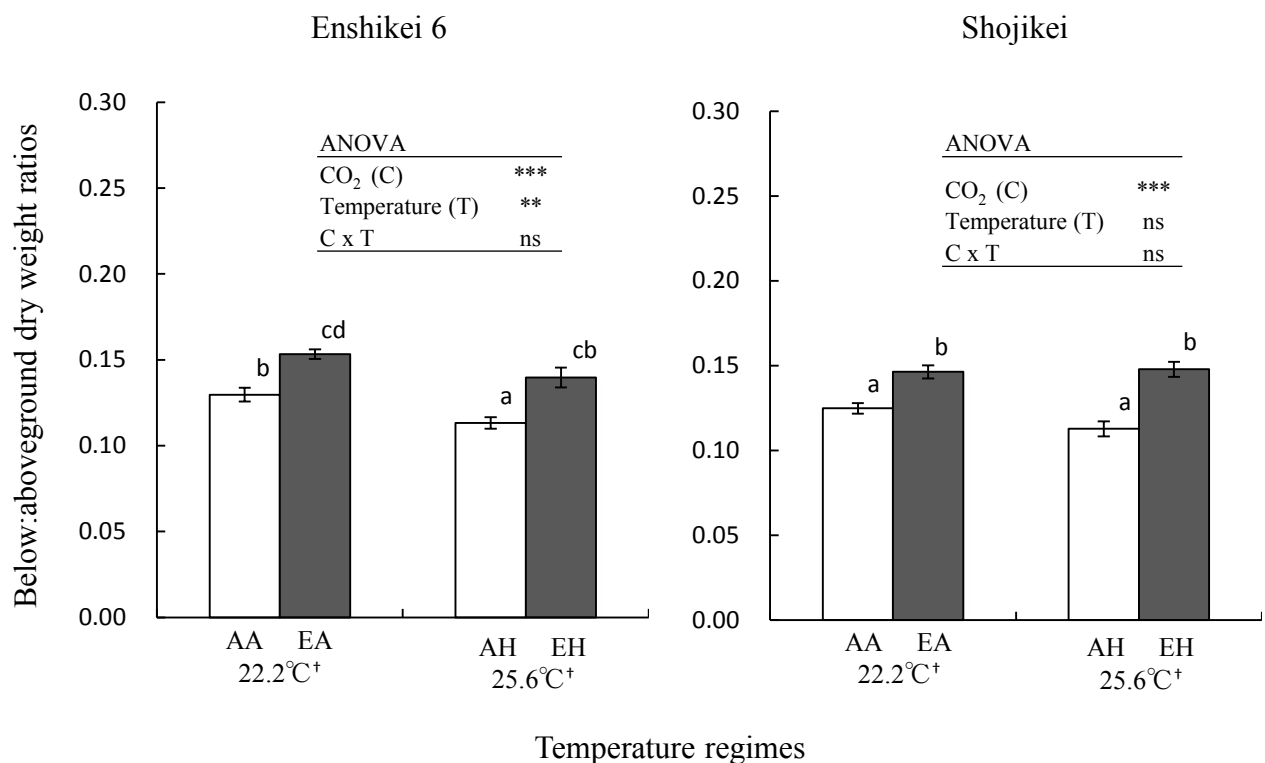 Enshikei 6
Shojikei
Below:aboveground dry weight ratios
0.30
0.25
0.20
0.15
0.10
0.05
0.00
ANOVA
CO₂ (C) ***
Temperature (T) **
C x T ns
b
cd
a
cb
AA EA AH EH
22.2℃† 25.6℃†
0.30
0.25
0.20
0.15
0.10
0.05
0.00
ANOVA
CO₂ (C) ***
Temperature (T) ns
C x T ns
a
b
a
b
AA EA AH EH
22.2℃† 25.6℃†
Temperature regimes